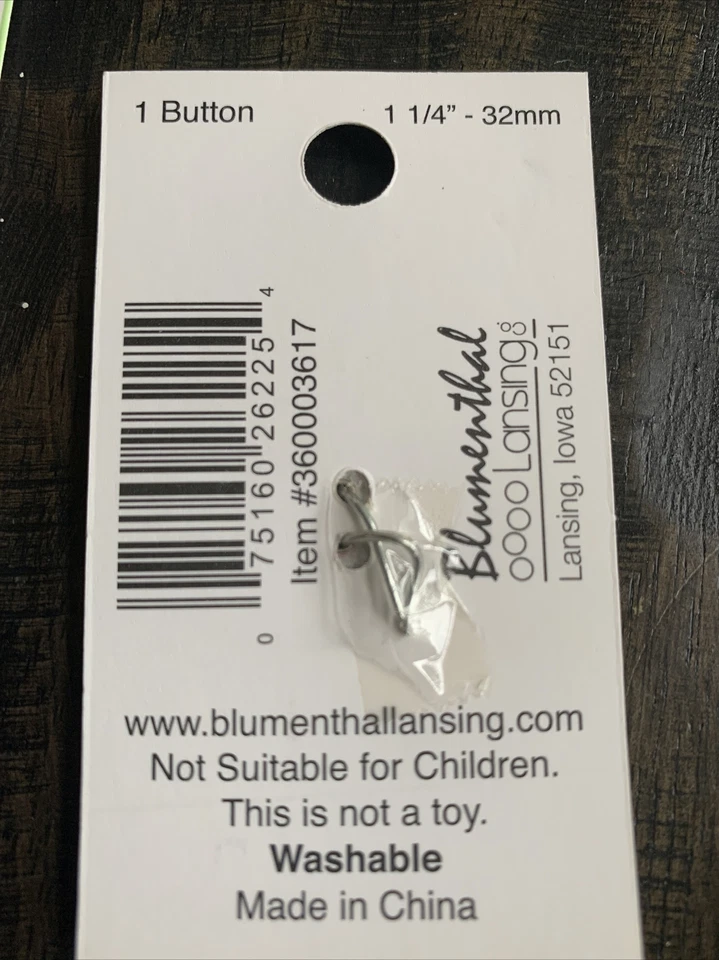 1 Button
1 1/4” - 32mm
0 75160 26225 4
Item #360003617
Blumenthal
Lansing Co
Lansing, Iowa 52151
www.blumenthallansing.com
Not Suitable for Children.
This is not a toy.
Washable
Made in China